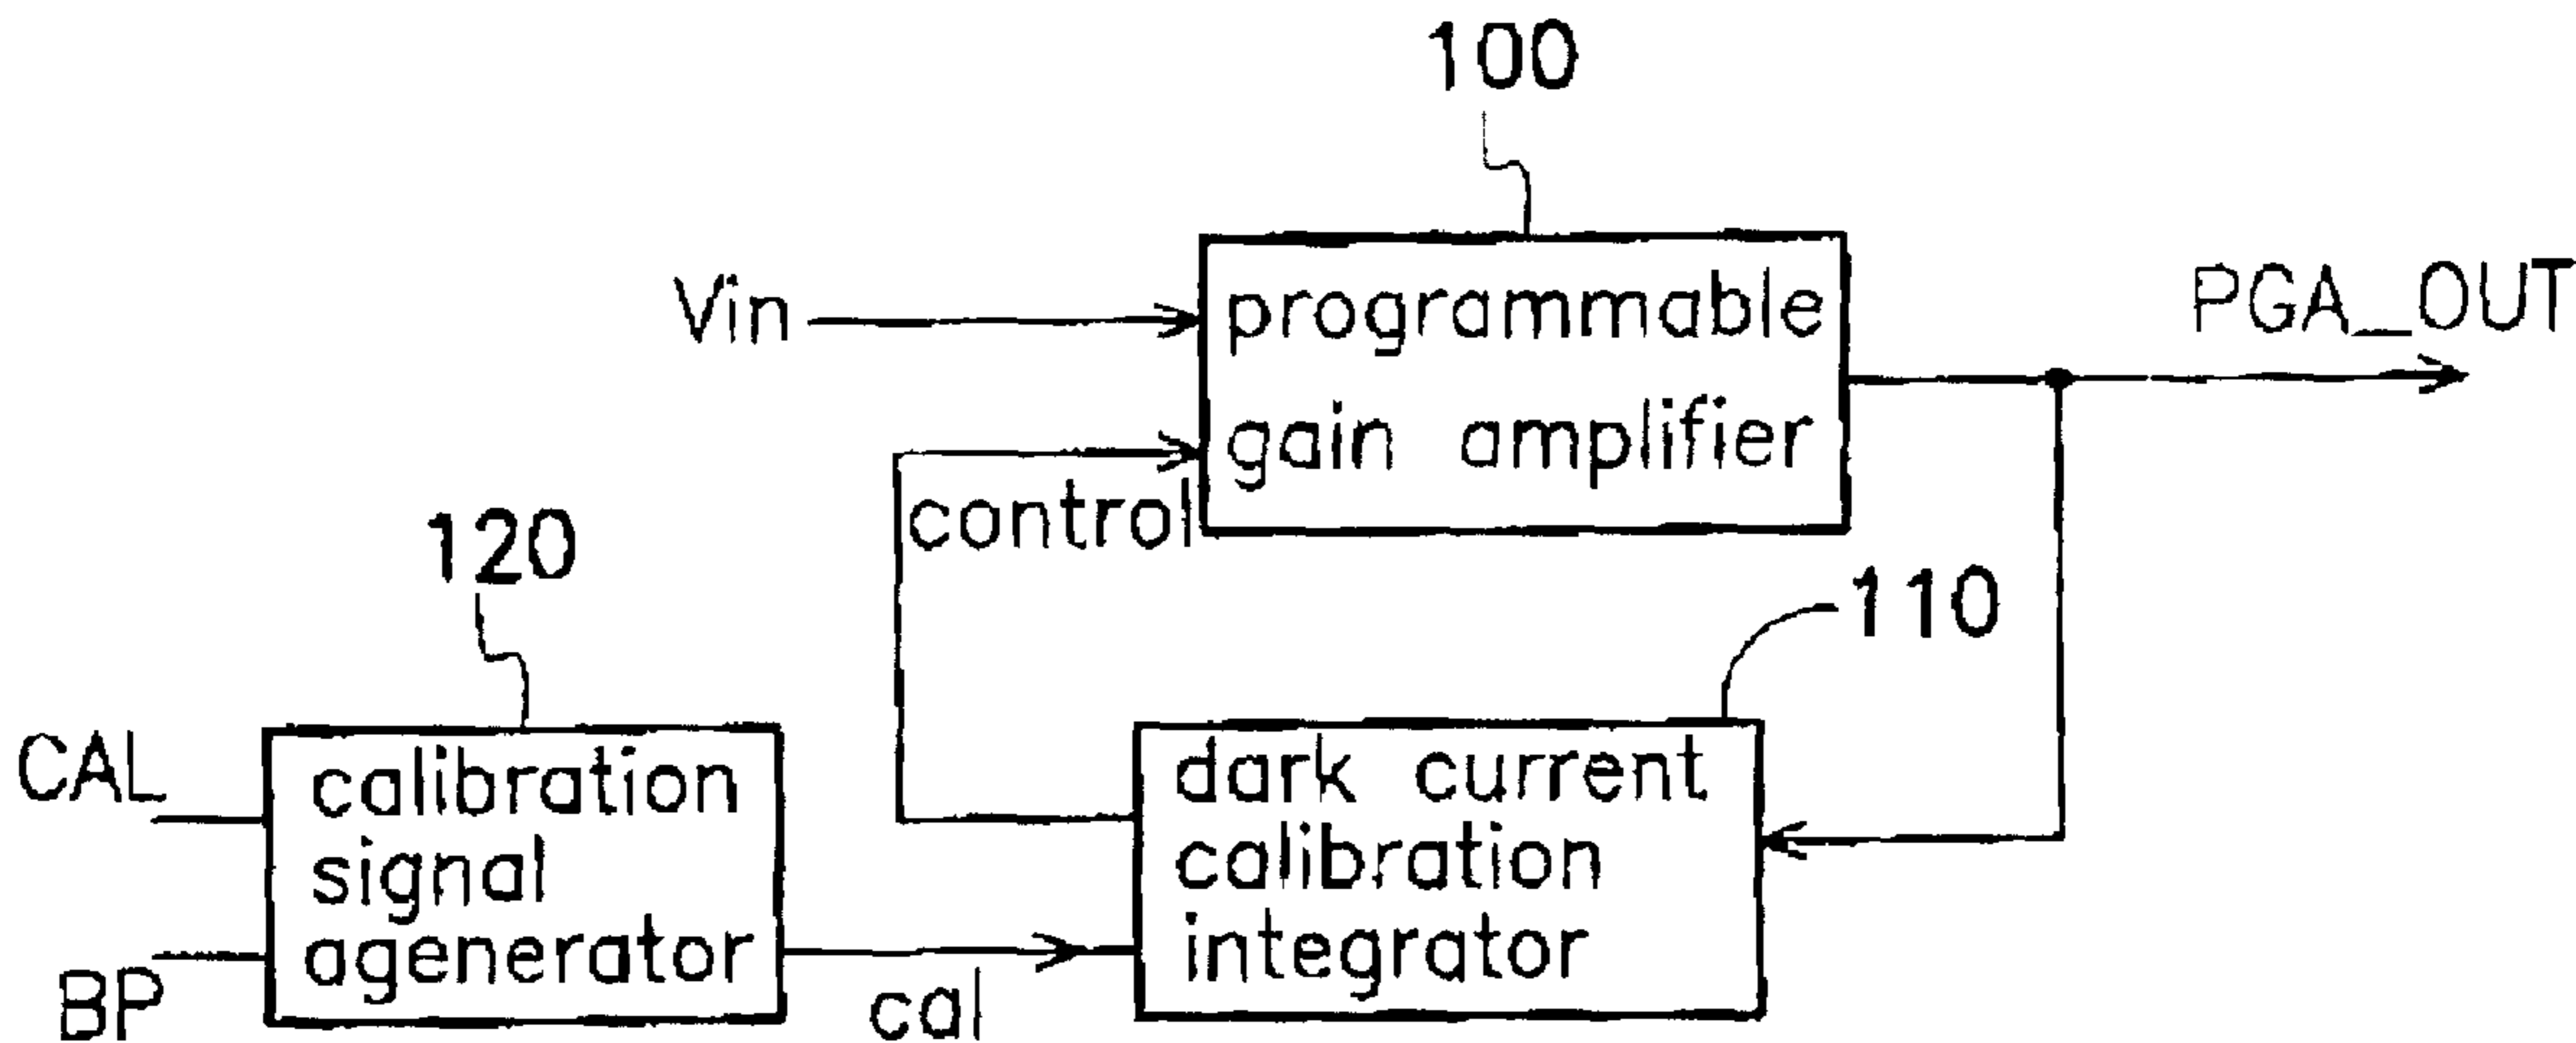 100
Vin
programmable
gain amplifier
PGA_OUT
control
120
110
CAL
BP
calibration
signal
agenerator
cal
dark current
calibration
integrator